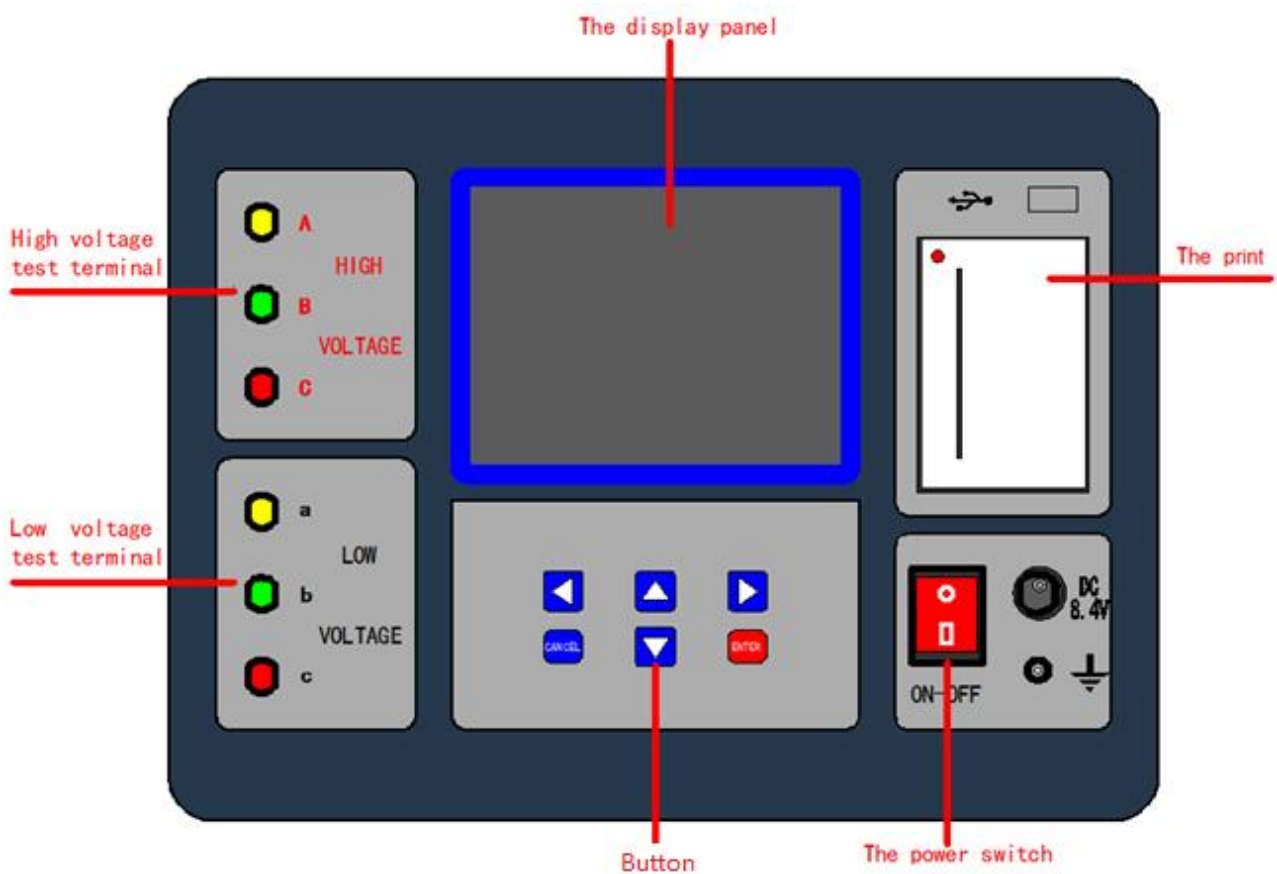 The display panel
High voltage
test terminal
A
HIGH
B
VOLTAGE
C
The print
Low voltage
test terminal
a
LOW
b
VOLTAGE
c
CANCEL
ENTER
DC
8.4V
ON-OFF
Button
The power switch